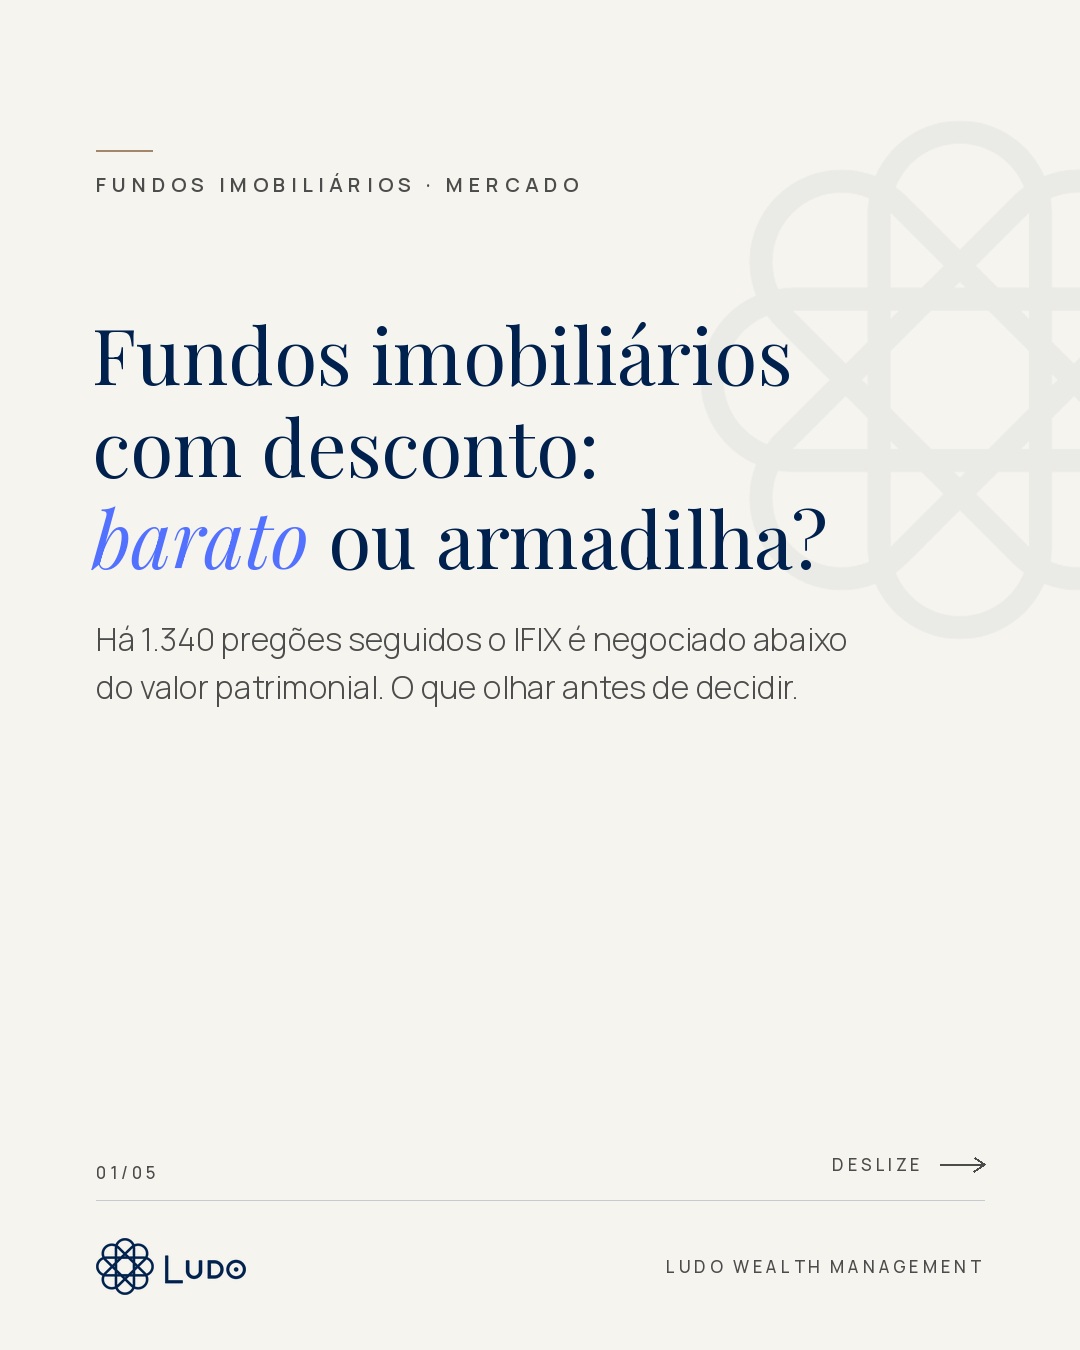 FUNDOS IMOBILIÁRIOS · MERCADO
Fundos imobiliários
com desconto:
barato ou armadilha?
Há 1.340 pregões seguidos o IFIX é negociado abaixo
do valor patrimonial. O que olhar antes de decidir.
01/05
DESLIZE
LUDO
LUDO WEALTH MANAGEMENT